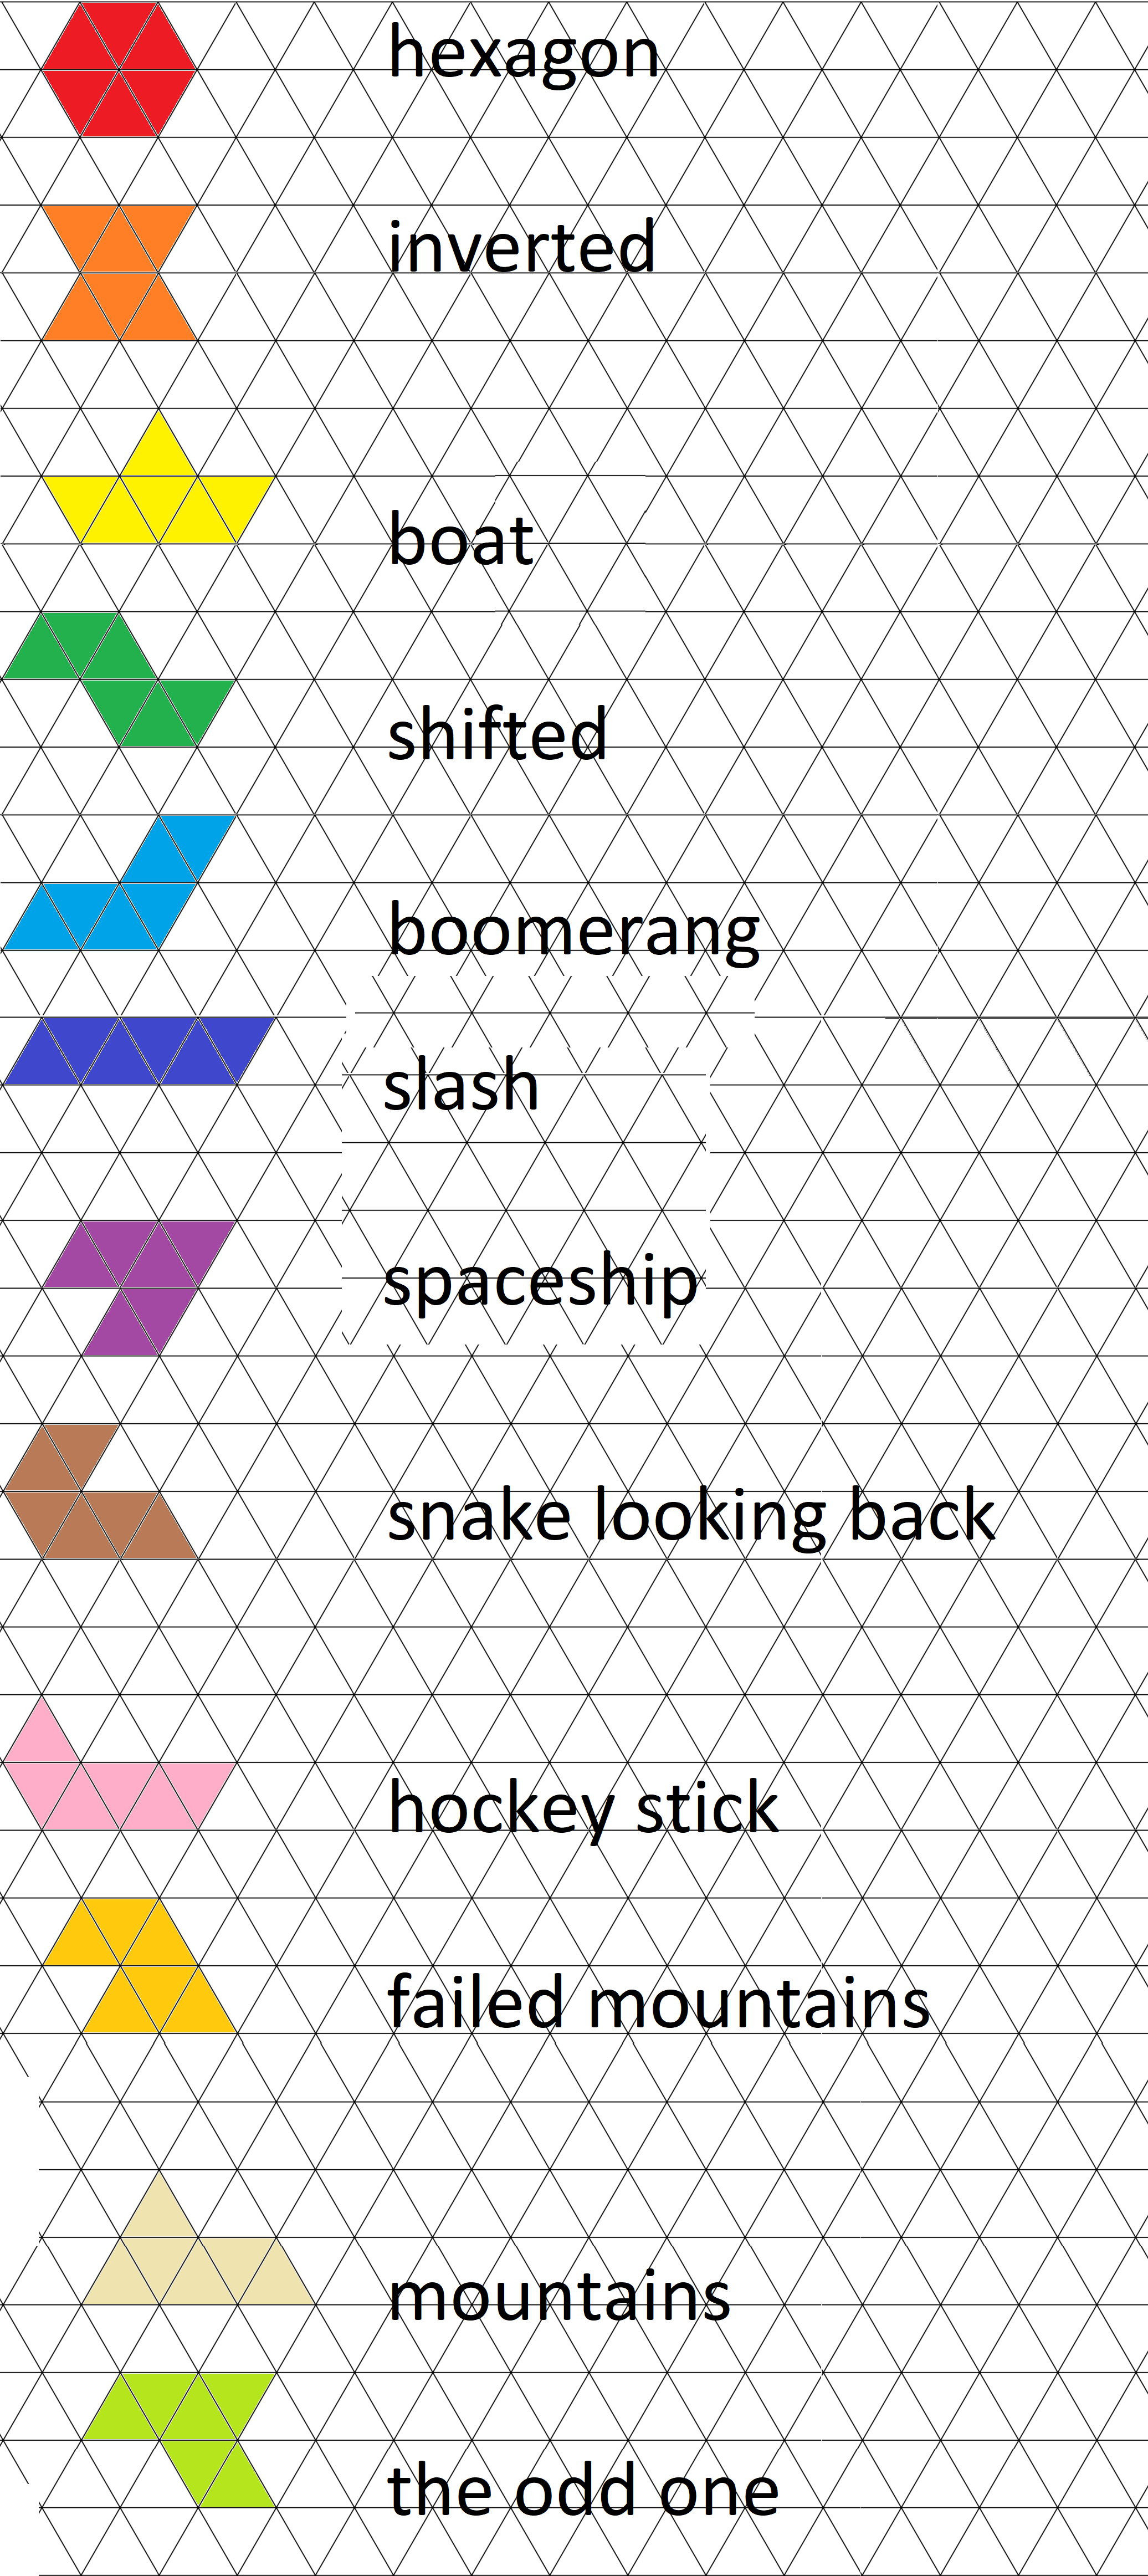 hexagon
inverted
boat
shifted
boomerang
slash
spaceship
snake looking back
hockey stick
failed mountains
mountains
the odd one